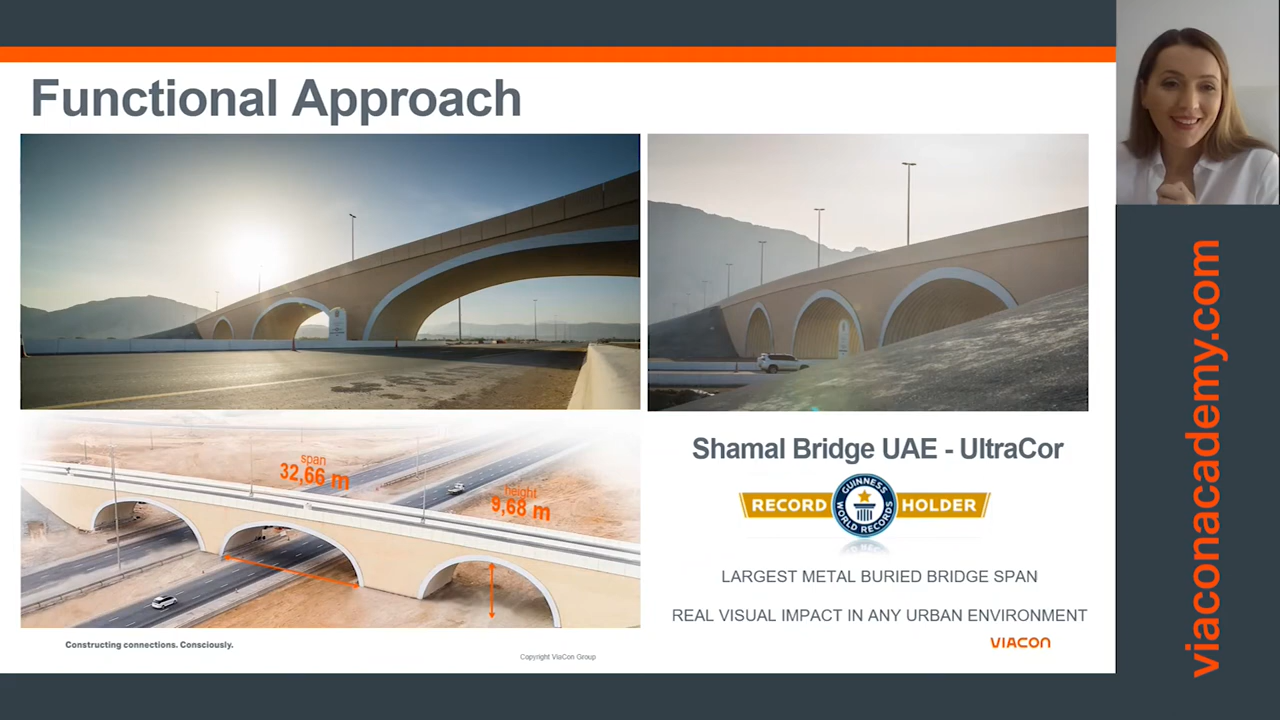 Functional Approach
span
32,66 m
height
9,68 m
Shamal Bridge UAE - UltraCor
RECORD HOLDER
GUINNESS
WORLD RECORDS
LARGEST METAL BURIED BRIDGE SPAN
REAL VISUAL IMPACT IN ANY URBAN ENVIRONMENT
VIACON
Constructing connections. Consciously.
Copyright ViaCon Group
viaconacademy.com